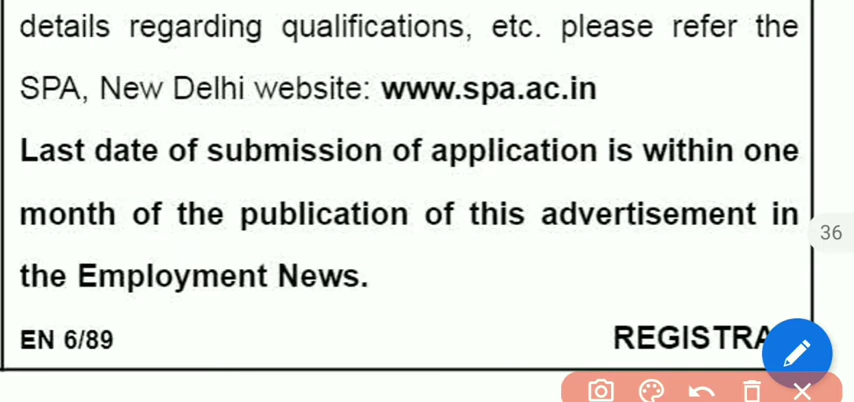 details regarding qualifications, etc. please refer the
SPA, New Delhi website: www.spa.ac.in
Last date of submission of application is within one
month of the publication of this advertisement in
36
the Employment News.
EN 6/89 REGISTRA